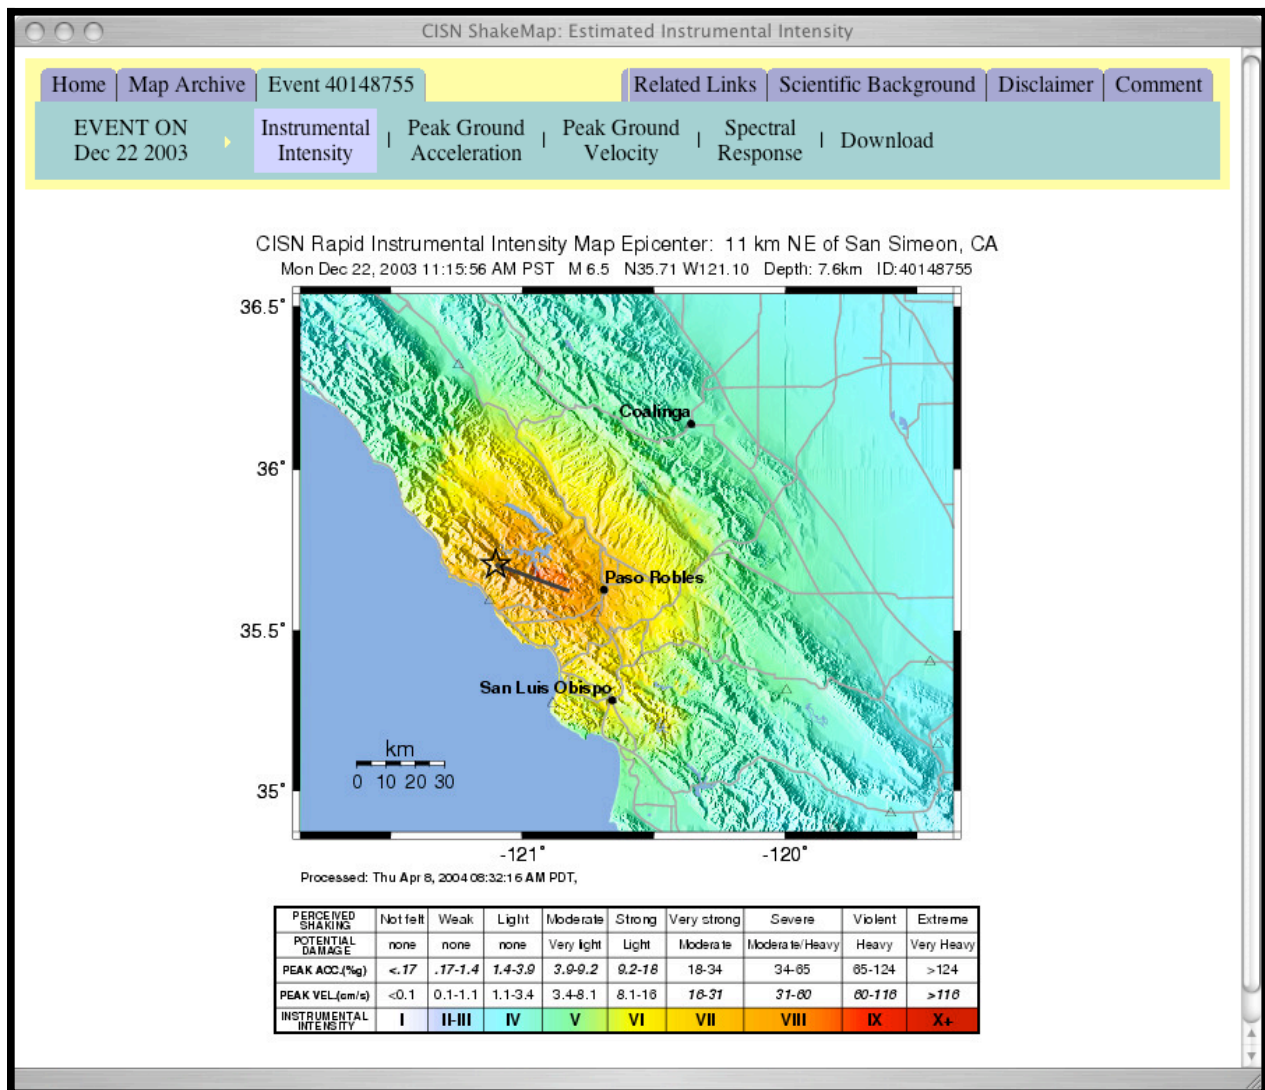 CISN ShakeMap: Estimated Instrumental Intensity
Home Map Archive Event 40148755 Related Links Scientific Background Disclaimer Comment
EVENT ON Dec 22 2003
Instrumental Intensity | Peak Ground Acceleration | Peak Ground Velocity | Spectral Response | Download
CISN Rapid Instrumental Intensity Map Epicenter: 11 km NE of San Simeon, CA
Mon Dec 22, 2003 11:15:56 AM PST M 6.5 N35.71 W121.10 Depth: 7.6km ID:40148755
36.5°
Coalinga
36°
Paso Robles
35.5°
San Luis Obispo
km
0 10 20 30
35°
-121° -120°
Processed: Thu Apr 8, 2004 08:32:16 AM PDT,
PERCEIVED SHAKING Not felt Weak Light Moderate Strong Very strong Severe Violent Extreme
POTENTIAL DAMAGE none none none Very light Light Moderate Moderate/Heavy Heavy Very Heavy
PEAK ACC.(%g) <.17 .17-1.4 1.4-3.9 3.9-9.2 9.2-18 18-34 34-65 65-124 >124
PEAK VEL.(cm/s) <0.1 0.1-1.1 1.1-3.4 3.4-8.1 8.1-16 16-31 31-60 60-116 >116
INSTRUMENTAL INTENSITY I II-III IV V VI VII VIII IX X+